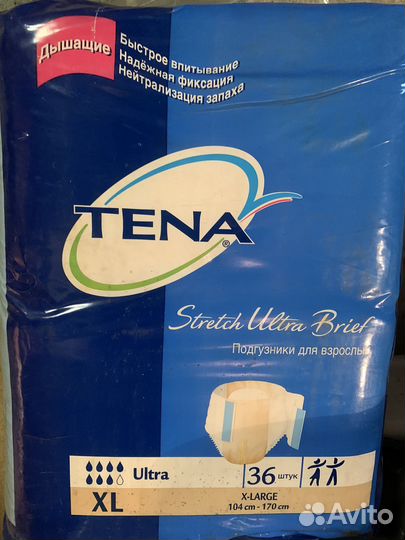 Дышащие
Быстрое впитывание
Надёжная фиксация
Нейтрализация запаха
TENA
®
Stretch Ultra Brief
Подгузники для взрослых
Ultra
36 штук
XL
X-LARGE
104 cm - 170 cm
Avito